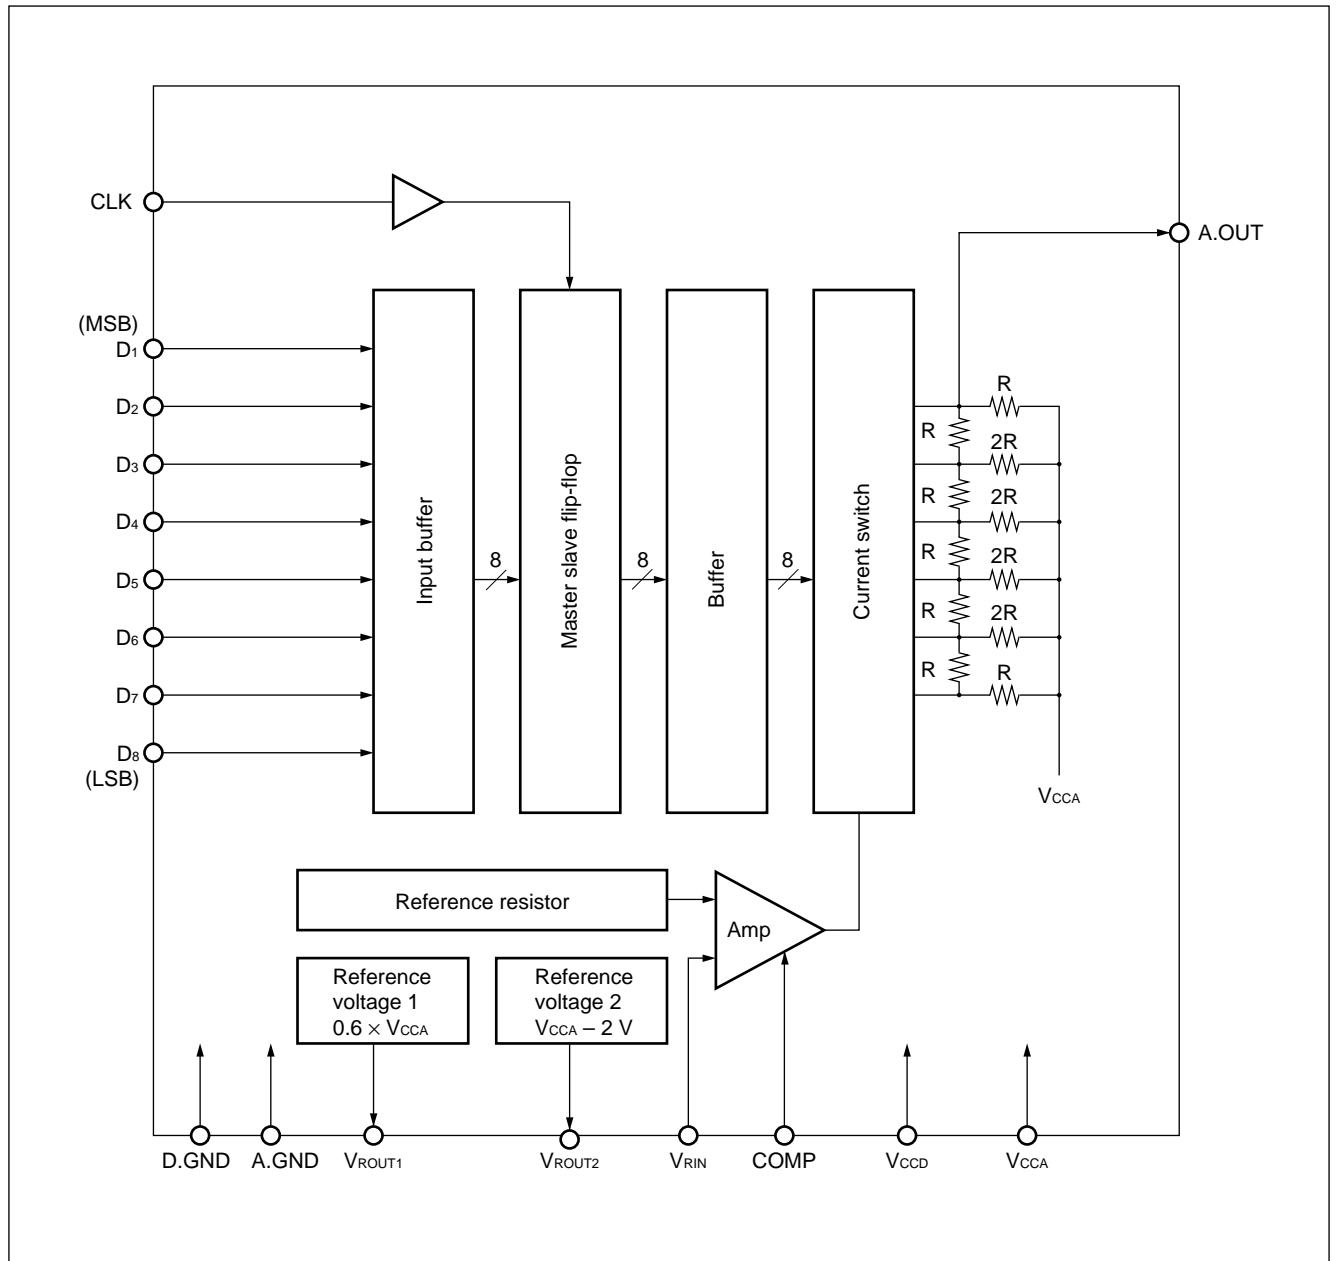 CLK
A.OUT
(MSB)
D1
D2
D3
D4
D5
D6
D7
D8
(LSB)
Input buffer
8
Master slave flip-flop
8
Buffer
8
Current switch
R
R
2R
R
2R
R
2R
R
2R
R
R
VCCA
Reference resistor
Amp
Reference
voltage 1
0.6 × VCCA
Reference
voltage 2
VCCA – 2 V
D.GND
A.GND
VROUT1
VROUT2
VRIN
COMP
VCCD
VCCA